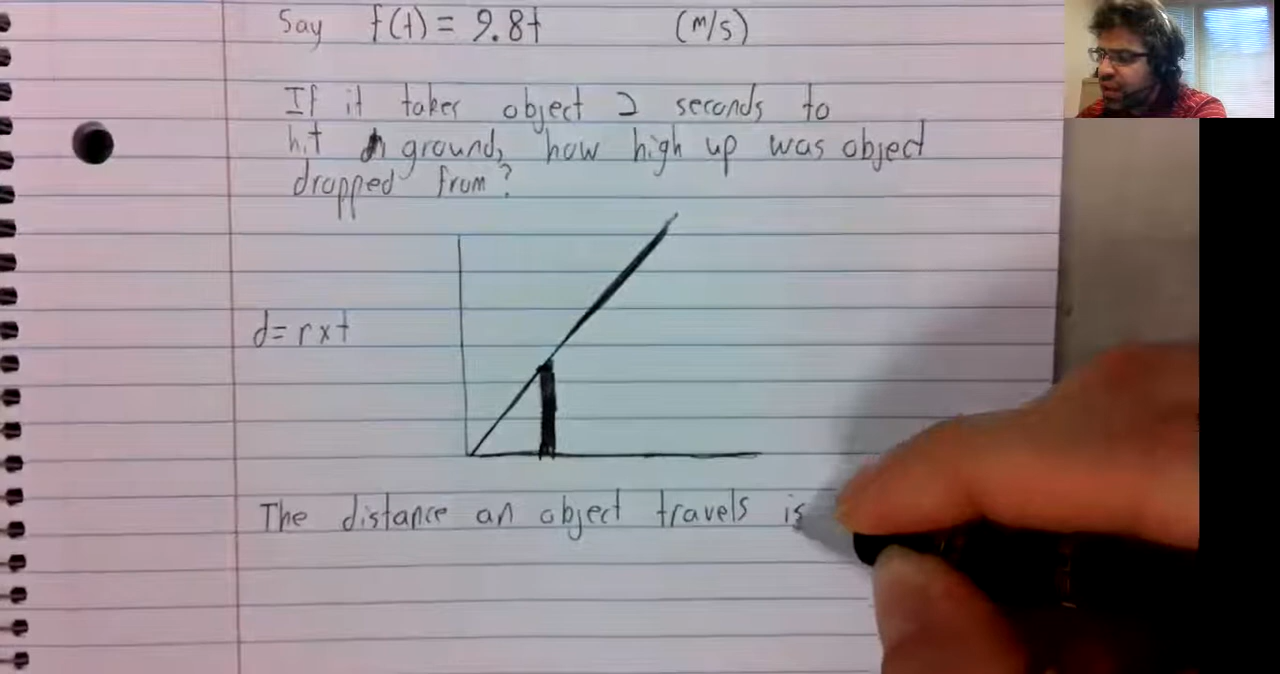 Say f(t) = 9.8t (m/s)
If it takes object 2 seconds to
hit ground, how high up was object
dropped from?
d = r x t
The distance an object travels is